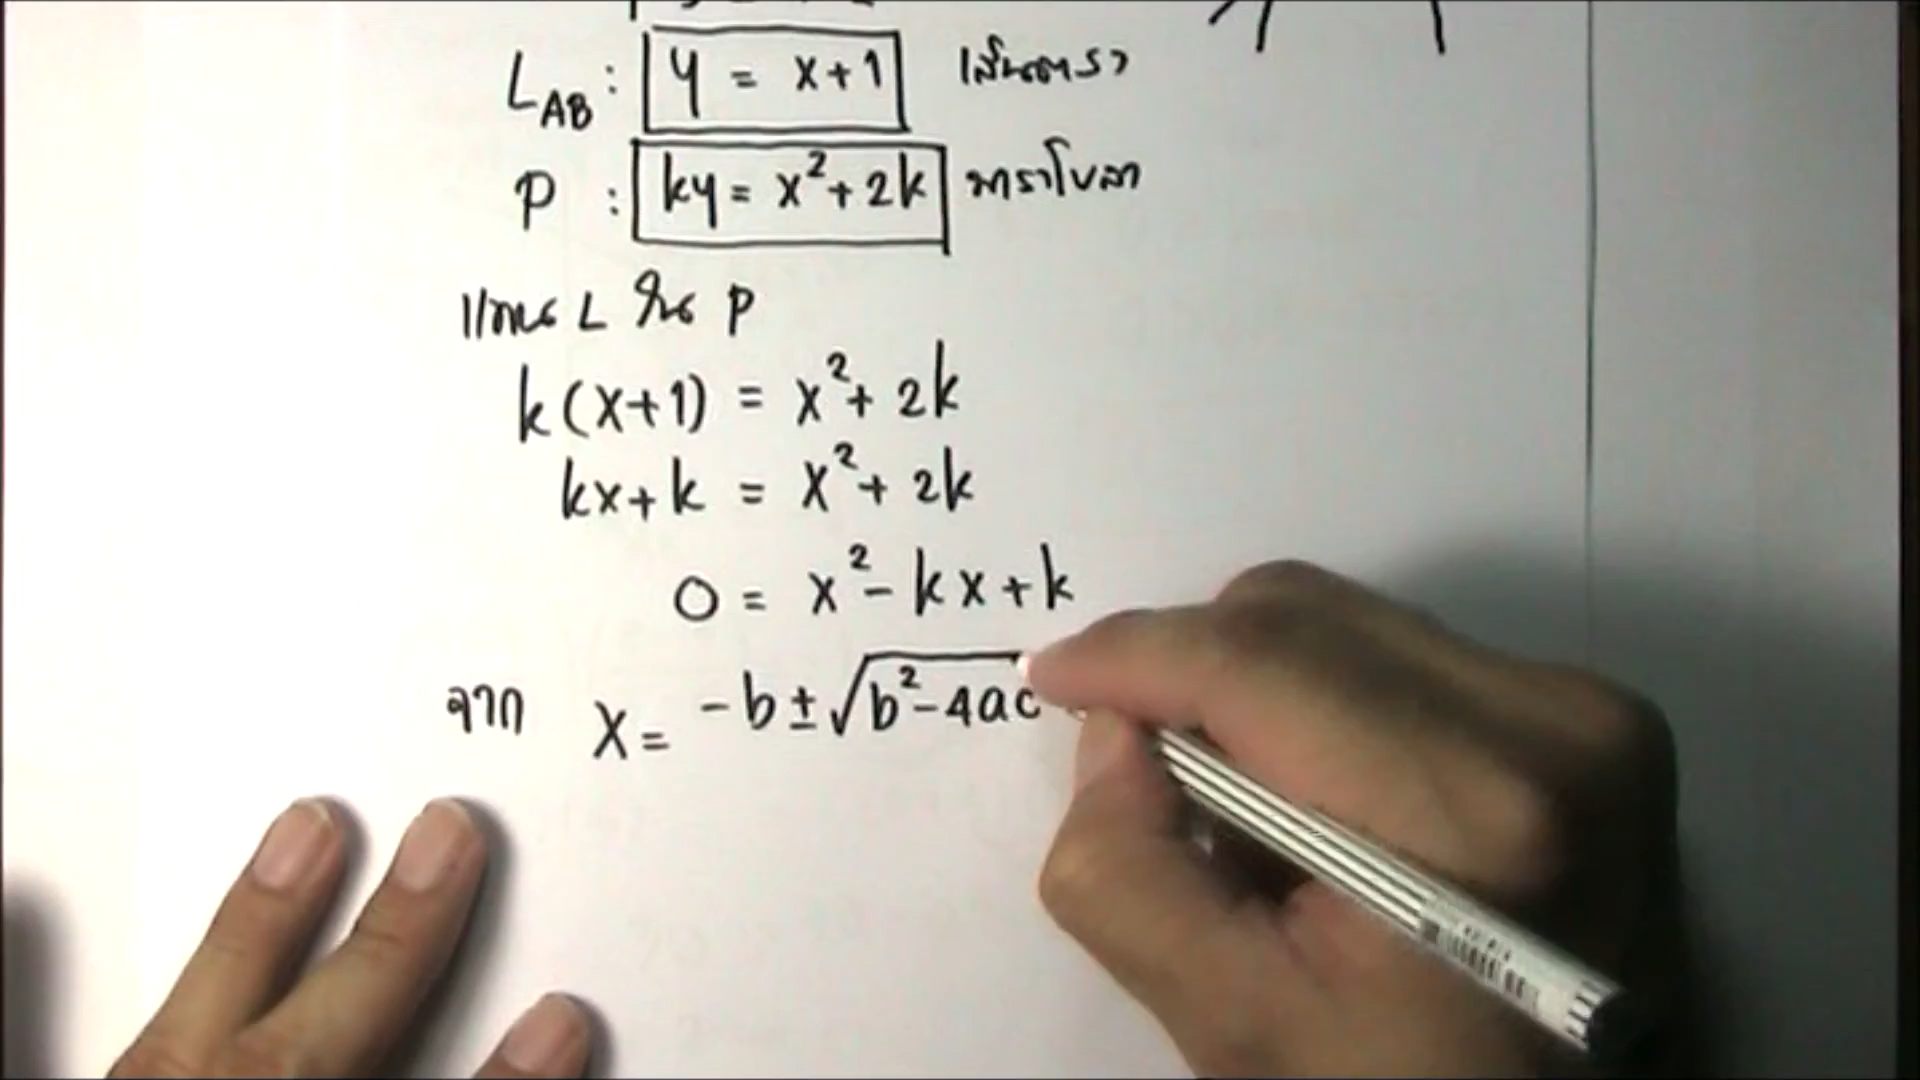 L_AB : y = x+1 เส้นตรง
P : ky = x²+2k พาราโบลา
แทน L ใน P
k(x+1) = x²+2k
kx+k = x²+2k
0 = x²-kx+k
จาก x = -b±√b²-4ac